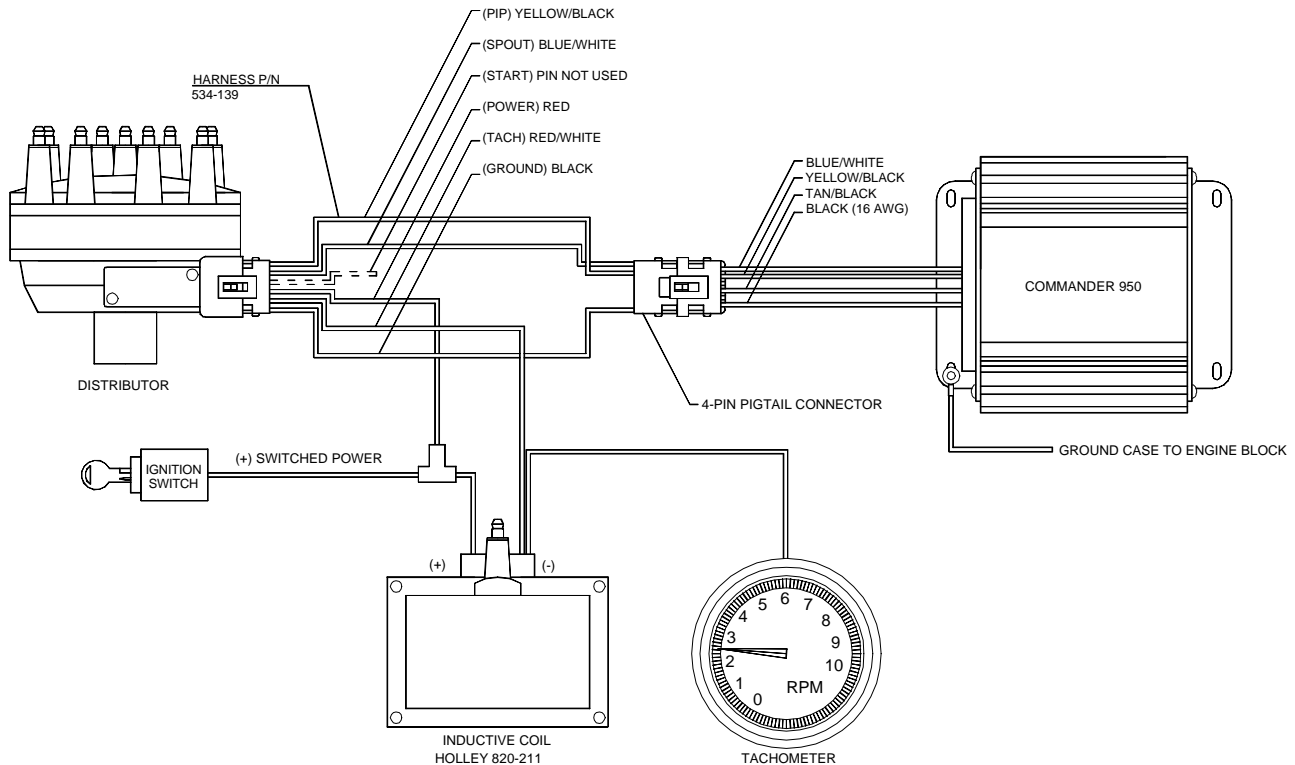 (PIP) YELLOW/BLACK
(SPOUT) BLUE/WHITE
(START) PIN NOT USED
(POWER) RED
(TACH) RED/WHITE
(GROUND) BLACK
HARNESS P/N
534-139
BLUE/WHITE
YELLOW/BLACK
TAN/BLACK
BLACK (16 AWG)
COMMANDER 950
DISTRIBUTOR
4-PIN PIGTAIL CONNECTOR
GROUND CASE TO ENGINE BLOCK
IGNITION
SWITCH
(+) SWITCHED POWER
(+)
(-)
0
1
2
3
4
5
6
7
8
9
10
RPM
INDUCTIVE COIL
HOLLEY 820-211
TACHOMETER